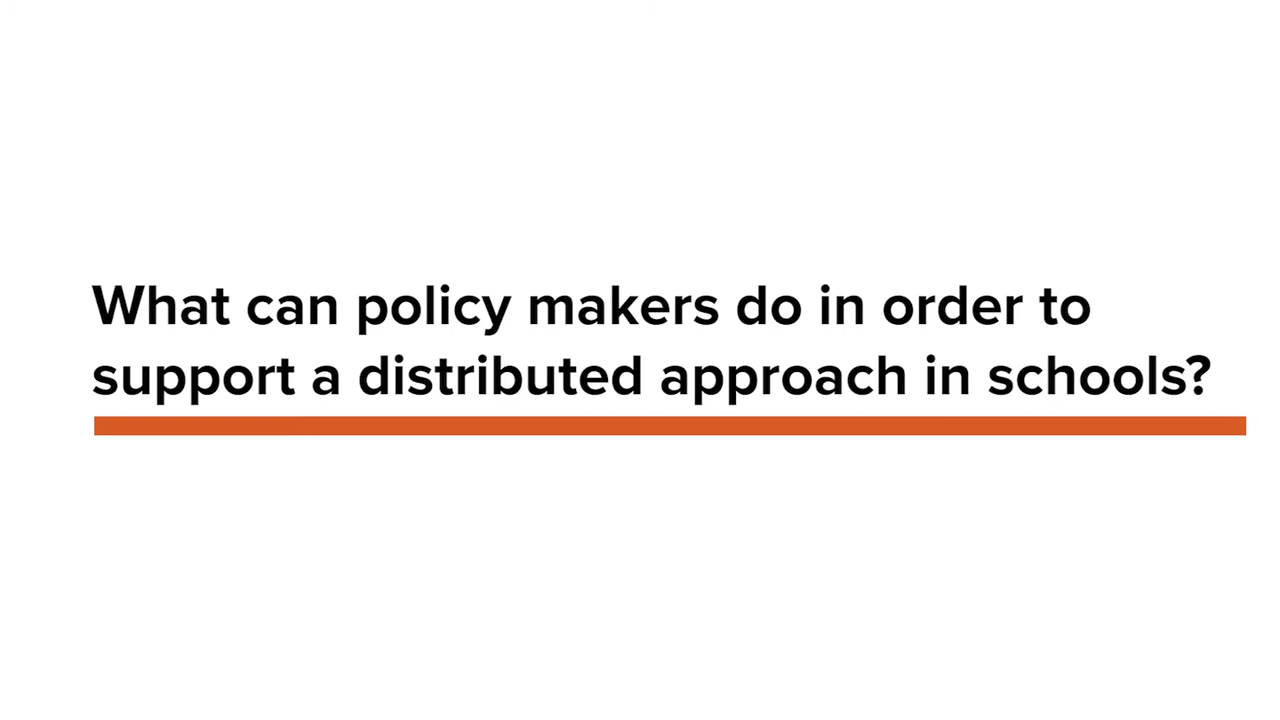 What can policy makers do in order to
support a distributed approach in schools?